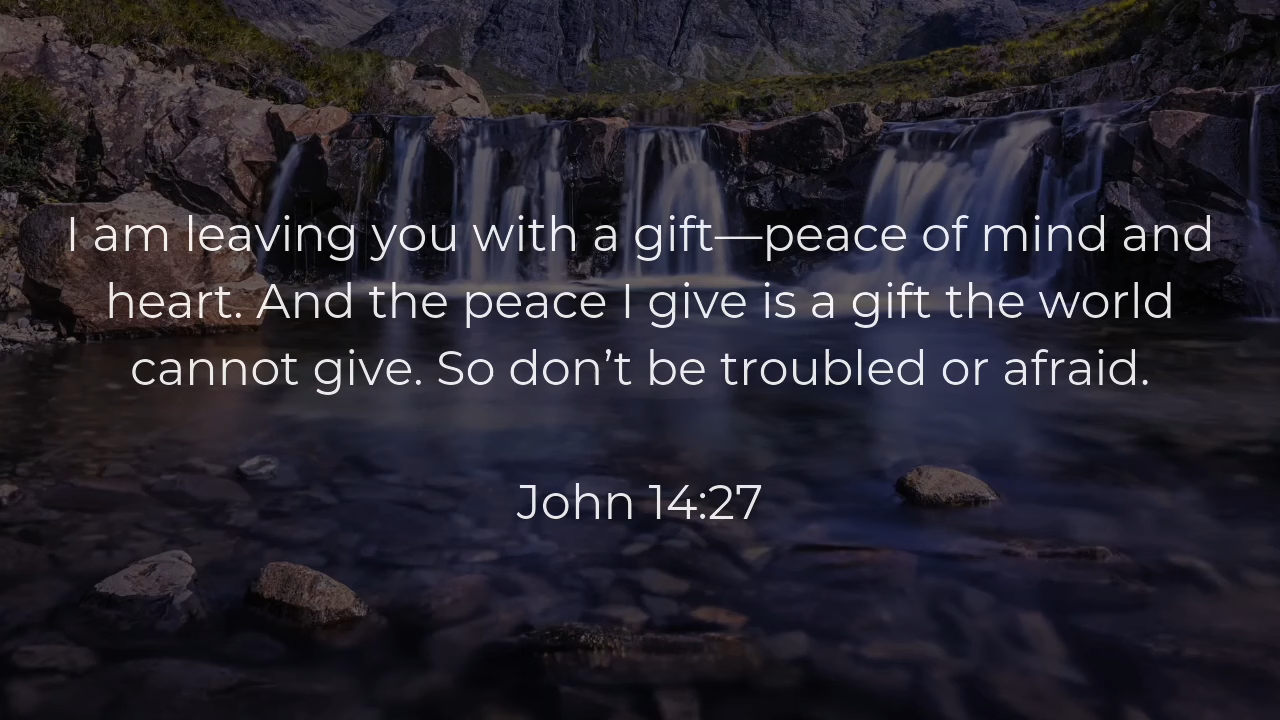 I am leaving you with a gift—peace of mind and
heart. And the peace I give is a gift the world
cannot give. So don’t be troubled or afraid.
John 14:27